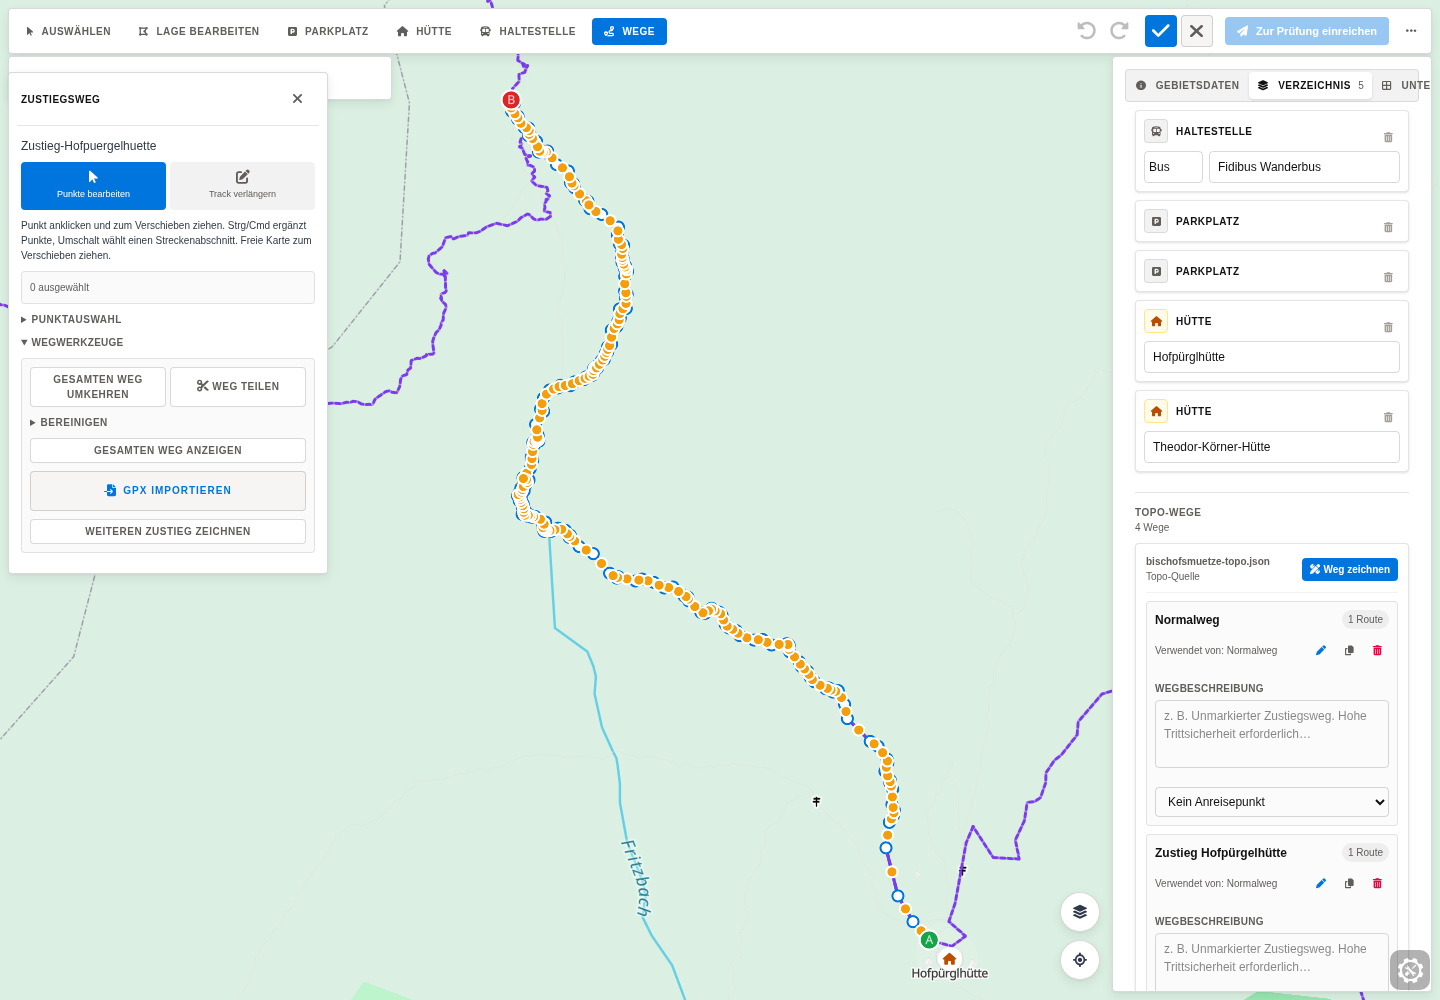 AUSWÄHLEN
LAGE BEARBEITEN
PARKPLATZ
HÜTTE
HALTESTELLE
WEGE
Zur Prüfung einreichen
ZUSTIEGSWEG
Zustieg-Hofpuergelhuette
Punkte bearbeiten
Track verlängern
Punkt anklicken und zum Verschieben ziehen. Strg/Cmd ergänzt
Punkte, Umschalt wählt einen Streckenabschnitt. Freie Karte zum
Verschieben ziehen.
0 ausgewählt
PUNKTAUSWAHL
WEGWERKZEUGE
GESAMTEN WEG
UMKEHREN
WEG TEILEN
BEREINIGEN
GESAMTEN WEG ANZEIGEN
GPX IMPORTIEREN
WEITEREN ZUSTIEG ZEICHNEN
B
Fritzbach
A
Hofpürglhütte
GEBIETSDATEN
VERZEICHNIS 5
UNTE
HALTESTELLE
Bus
Fidibus Wanderbus
PARKPLATZ
PARKPLATZ
HÜTTE
Hofpürglhütte
HÜTTE
Theodor-Körner-Hütte
TOPO-WEGE
4 Wege
bischofsmuetze-topo.json
Topo-Quelle
Weg zeichnen
Normalweg
1 Route
Verwendet von: Normalweg
WEGBESCHREIBUNG
z. B. Unmarkierter Zustiegsweg. Hohe
Trittsicherheit erforderlich…
Kein Anreisepunkt
Zustieg Hofpürgelhütte
1 Route
Verwendet von: Normalweg
WEGBESCHREIBUNG
z. B. Unmarkierter Zustiegsweg. Hohe
Trittsicherheit erforderlich…